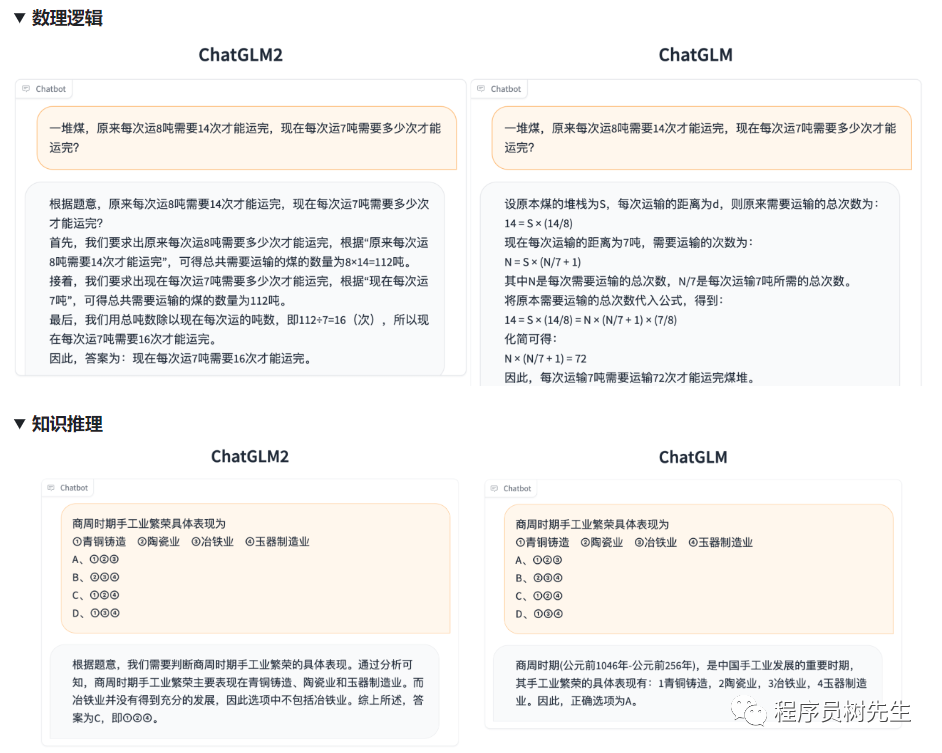 ▼ 数理逻辑
ChatGLM2
Chatbot
一堆煤，原来每次运8吨需要14次才能运完，现在每次运7吨需要多少次才能
运完？
根据题意，原来每次运8吨需要14次才能运完，现在每次运7吨需要多少次
才能运完？
首先，我们要求出原来每次运8吨需要多少次才能运完，根据“原来每次运
8吨需要14次才能运完”，可得总共需要运输的煤的数量为8×14=112吨。
接着，我们要求出现在每次运7吨需要多少次才能运完，根据“现在每次运
7吨”，可得总共需要运输的煤的数量为112吨。
最后，我们用总吨数除以现在每次运的吨数，即112÷7=16（次），所以现
在每次运7吨需要16次才能运完。
因此，答案为：现在每次运7吨需要16次才能运完。
ChatGLM
Chatbot
一堆煤，原来每次运8吨需要14次才能运完，现在每次运7吨需要多少次才能
运完？
设原本煤的堆栈为S，每次运输的距离为d，则原来需要运输的总次数为：
14 = S × (14/8)
现在每次运输的距离为7吨，需要运输的次数为：
N = S × (N/7 + 1)
其中N是每次需要运输的总次数，N/7是每次运输7吨所需的总次数。
将原本需要运输的总次数代入公式，得到：
14 = S × (14/8) = N × (N/7 + 1) × (7/8)
化简可得：
N × (N/7 + 1) = 72
因此，每次运输7吨需要运输72次才能运完煤堆。
▼ 知识推理
ChatGLM2
Chatbot
商周时期手工业繁荣具体表现为
①青铜铸造 ②陶瓷业 ③冶铁业 ④玉器制造业
A、①②③
B、②③④
C、①②④
D、①③④
根据题意，我们需要判断商周时期手工业繁荣的具体表现。通过分析可
知，商周时期手工业繁荣主要表现在青铜铸造、陶瓷业和玉器制造业。而
冶铁业并没有得到充分的发展，因此选项中不包括冶铁业。综上所述，答
案为C，即①②④。
ChatGLM
Chatbot
商周时期手工业繁荣具体表现为
①青铜铸造 ②陶瓷业 ③冶铁业 ④玉器制造业
A、①②③
B、②③④
C、①②④
D、①③④
商周时期(公元前1046年-公元前256年)，是中国手工业发展的重要时期，
其手工业繁荣的具体表现有：1青铜铸造，2陶瓷业，3冶铁业，4玉器制造
业。因此，正确选项为A。
程序员树先生